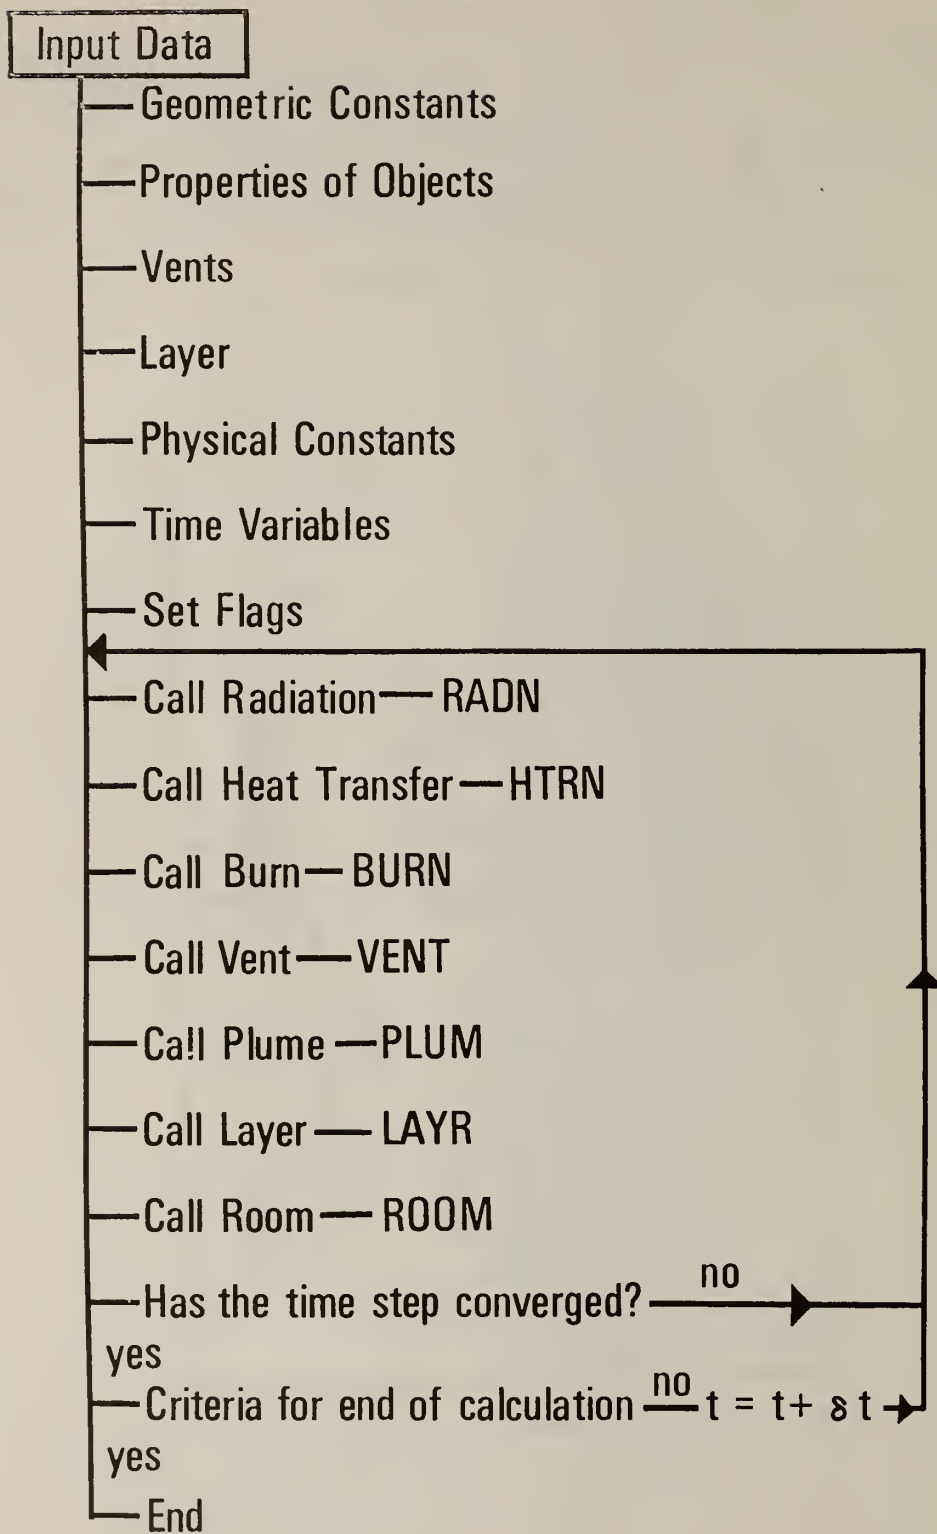 Input Data
Geometric Constants
Properties of Objects
Vents
Layer
Physical Constants
Time Variables
Set Flags
Call Radiation — RADN
Call Heat Transfer — HTRN
Call Burn — BURN
Call Vent — VENT
Call Plume — PLUM
Call Layer — LAYR
Call Room — ROOM
Has the time step converged? no
yes
Criteria for end of calculation no t = t+ δ t
yes
End